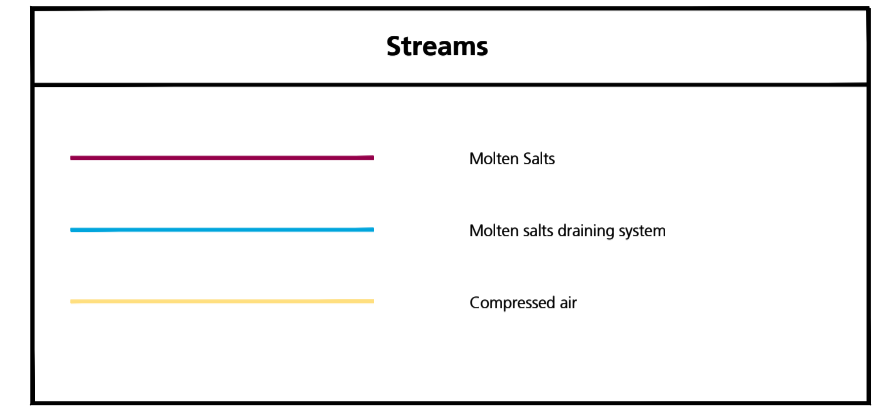 Streams
Molten Salts
Molten salts draining system
Compressed air